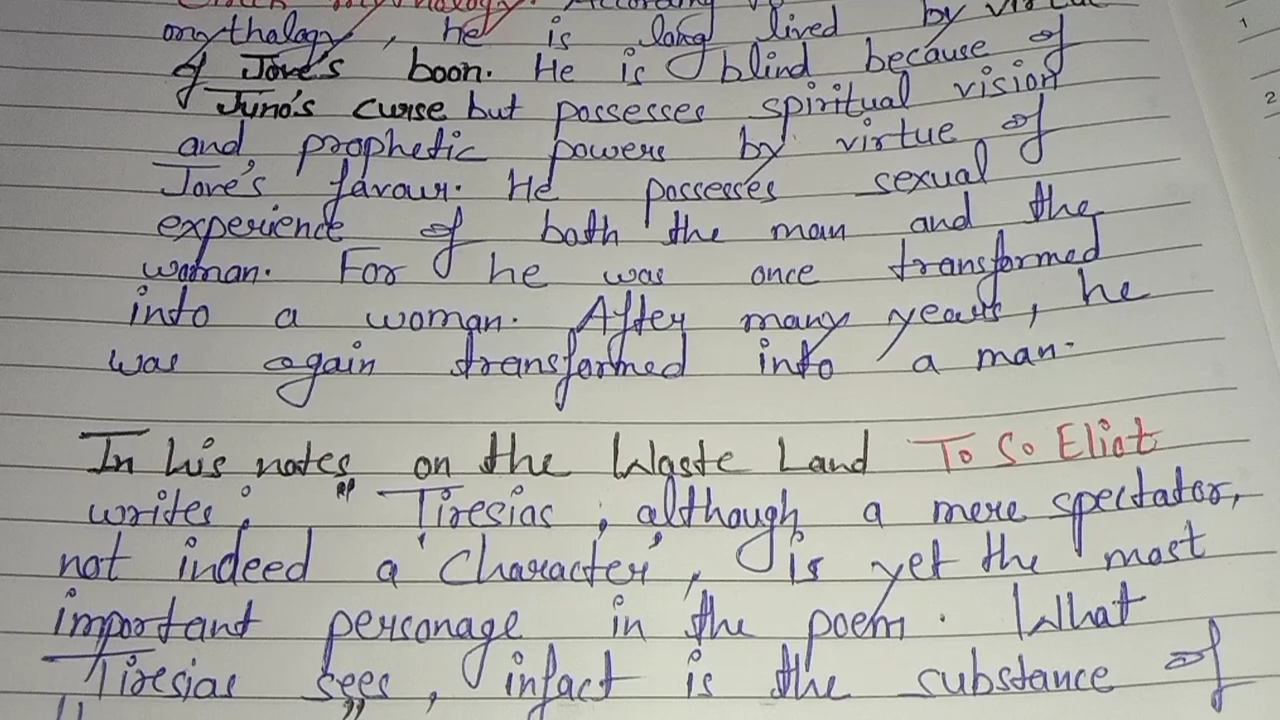 mythology, he is long lived by virtue
of Jove's boon. He is blind because of
Juno's curse but possesses spiritual vision
and prophetic powers by virtue of
Jove's favour. He possesses sexual
experience of both the man and the
woman. For he was once transformed
into a woman. After many years, he
was again transformed into a man.
In his notes on the Waste Land To So Eliot
writes: " Tiresias, although a mere spectator,
not indeed a 'character', is yet the most
important personage in the poem. What
Tiresias sees, infact is the substance of
1
2